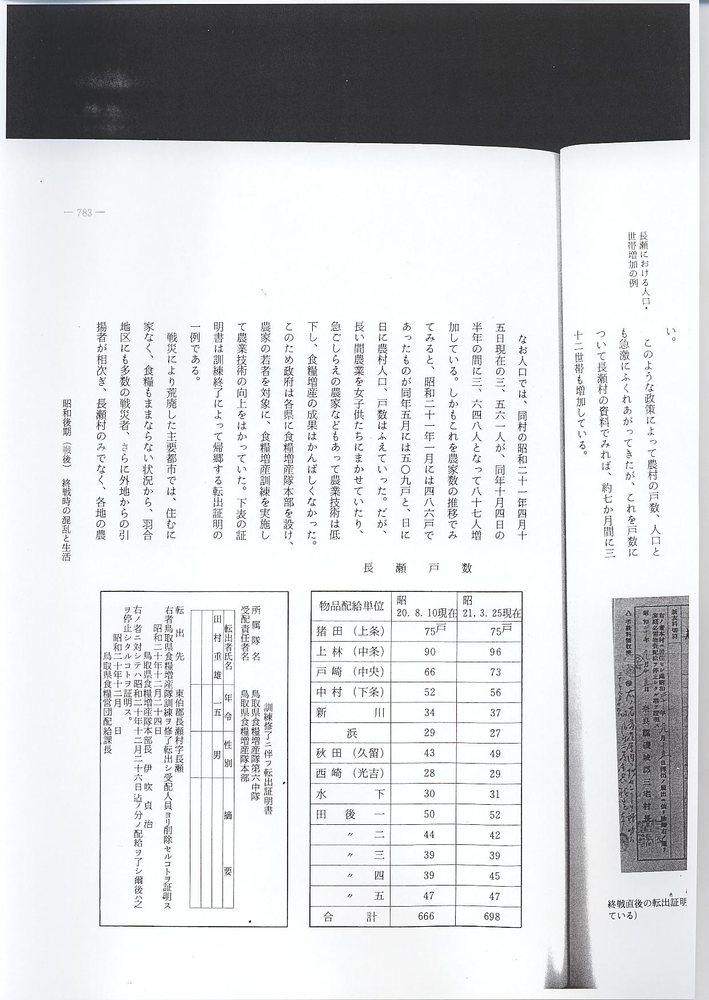 長瀬における人口・
世帯増加の例
い。
このような政策によって農村の戸数、人口と
も急激にふくれあがってきたが、これを戸数に
ついて長瀬村の資料でみれば、約七か月間に三
十二世帯も増加している。
終戦直後の転出証明
ている)
なお人口では、同村の昭和二十一年四月十
五日現在の三、五六一人が、同年十月四日の
半年の間に三、六四八人となって八十七人増
加している。しかもこれを農家数の推移でみ
てみると、昭和二十一年一月には四八六戸で
あったものが同年五月には五〇九戸と、日に
日に農村人口、戸数はふえていった。だが、
長い間農業を女子供たちにまかせていたり、
急ごしらえの農家などもあって農業技術は低
下し、食糧増産の成果はかんばしくなかった。
このため政府は各県に食糧増産隊本部を設け、
農家の若者を対象に、食糧増産訓練を実施し
て農業技術の向上をはかっていた。下表の証
明書は訓練終了によって帰郷する転出証明の
一例である。
戦災により荒廃した主要都市では、住むに
家なく、食糧もままならない状況から、羽合
地区にも多数の戦災者、さらに外地からの引
揚者が相次ぎ、長瀬村のみでなく、各地の農
長瀬戸数
物品配給単位 昭20.8.10現在 昭21.3.25現在
猪田(上条) 75戸 75戸
上林(中条) 90 96
戸崎(中央) 66 73
中村(下条) 52 56
新川 34 37
浜 29 27
秋田(久留) 43 49
西崎(光吉) 28 29
水下 30 31
田後一 50 52
〃二 44 42
〃三 39 39
〃四 39 45
〃五 47 47
合計 666 698
訓練修了ニ伴フ転出証明書
所属隊名 鳥取県食糧増産隊第六中隊
受配責任者名 鳥取県食糧増産隊本部
転出者氏名 年令 性別 摘要
田村重雄 一五 男
転出先 東伯郡長瀬村字長瀬
右者鳥取県食糧増産隊訓練ヲ修了転出シ受配人員ヨリ削除セルコトヲ証明ス
昭和二十年十二月二十四日
鳥取県食糧増産隊本部長 伊吹貞治
右ノ者ニ対シテハ昭和二十年十二月二十六日迠ノ分ノ配給ヲ了シ爾後ハ之
ヲ停止シタルコトヲ証明ス。
昭和二十年十二月 日
鳥取県食糧営団配給課長
昭和後期(戦後) 終戦時の混乱と生活
— 783 —